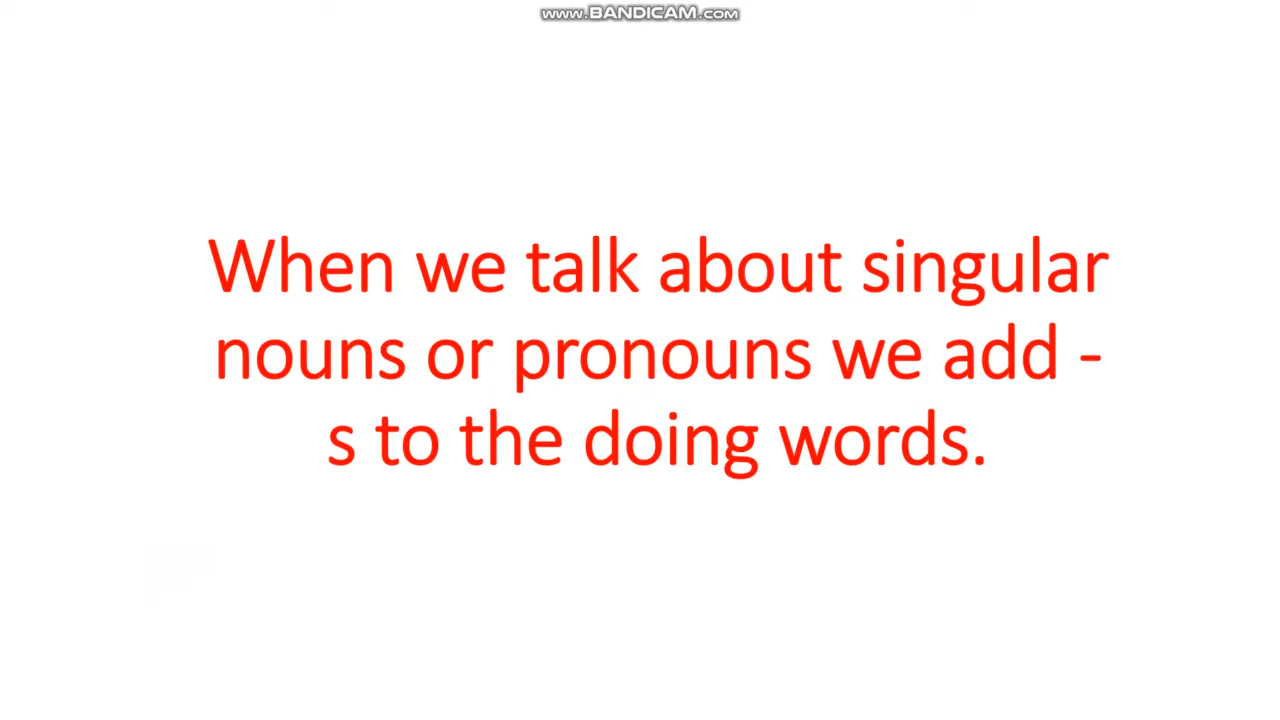 www.BANDICAM.com
When we talk about singular
nouns or pronouns we add -
s to the doing words.